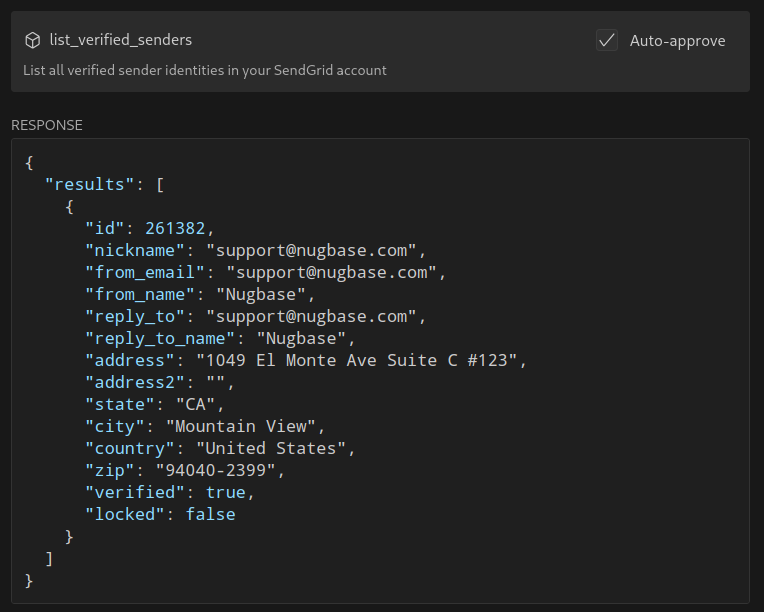 list_verified_senders
Auto-approve
List all verified sender identities in your SendGrid account
RESPONSE
{
  "results": [
    {
      "id": 261382,
      "nickname": "support@nugbase.com",
      "from_email": "support@nugbase.com",
      "from_name": "Nugbase",
      "reply_to": "support@nugbase.com",
      "reply_to_name": "Nugbase",
      "address": "1049 El Monte Ave Suite C #123",
      "address2": "",
      "state": "CA",
      "city": "Mountain View",
      "country": "United States",
      "zip": "94040-2399",
      "verified": true,
      "locked": false
    }
  ]
}